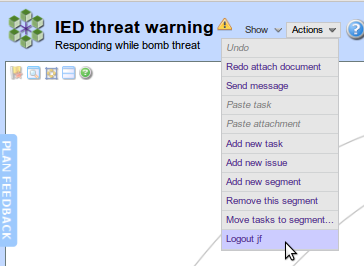 IED threat warning
Show
Actions
Responding while bomb threat
Undo
Redo attach document
Send message
Paste task
Paste attachment
Add new task
Add new issue
Add new segment
Remove this segment
Move tasks to segment...
Logout jf
PLAN FEEDBACK